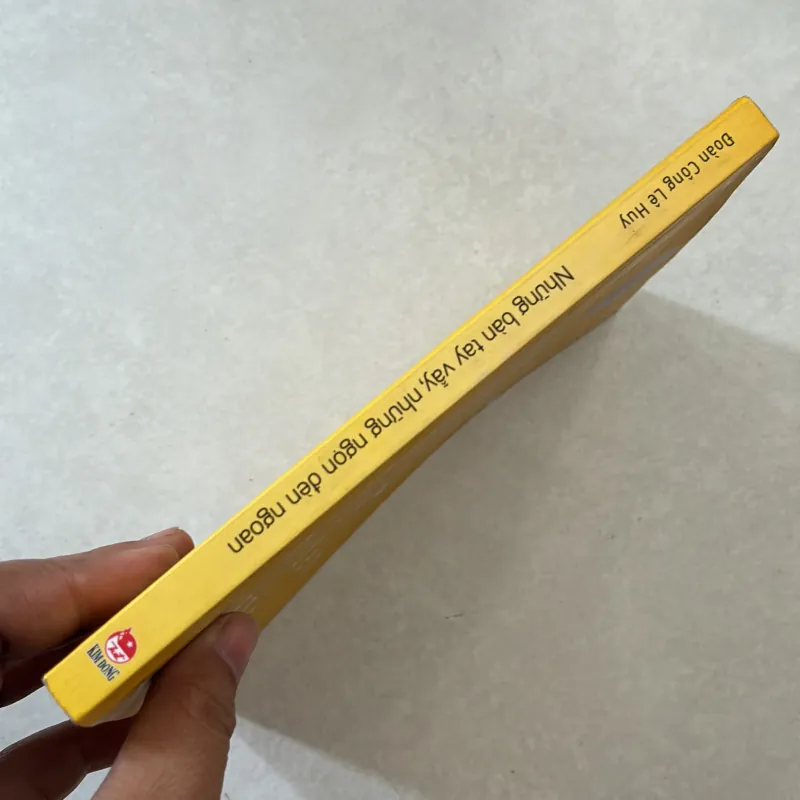 Đoàn Công Lê Huy
Những bàn tay vẫy, những ngọn đèn ngoan
KIM ĐỒNG